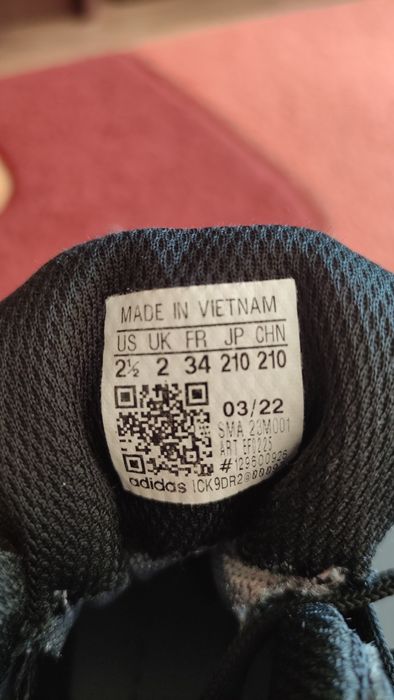 MADE IN VIETNAM
US UK FR JP CHN
2½ 2 34 210 210
03/22
SMA 20M001
ART EF0225
adidas ICK9DR2